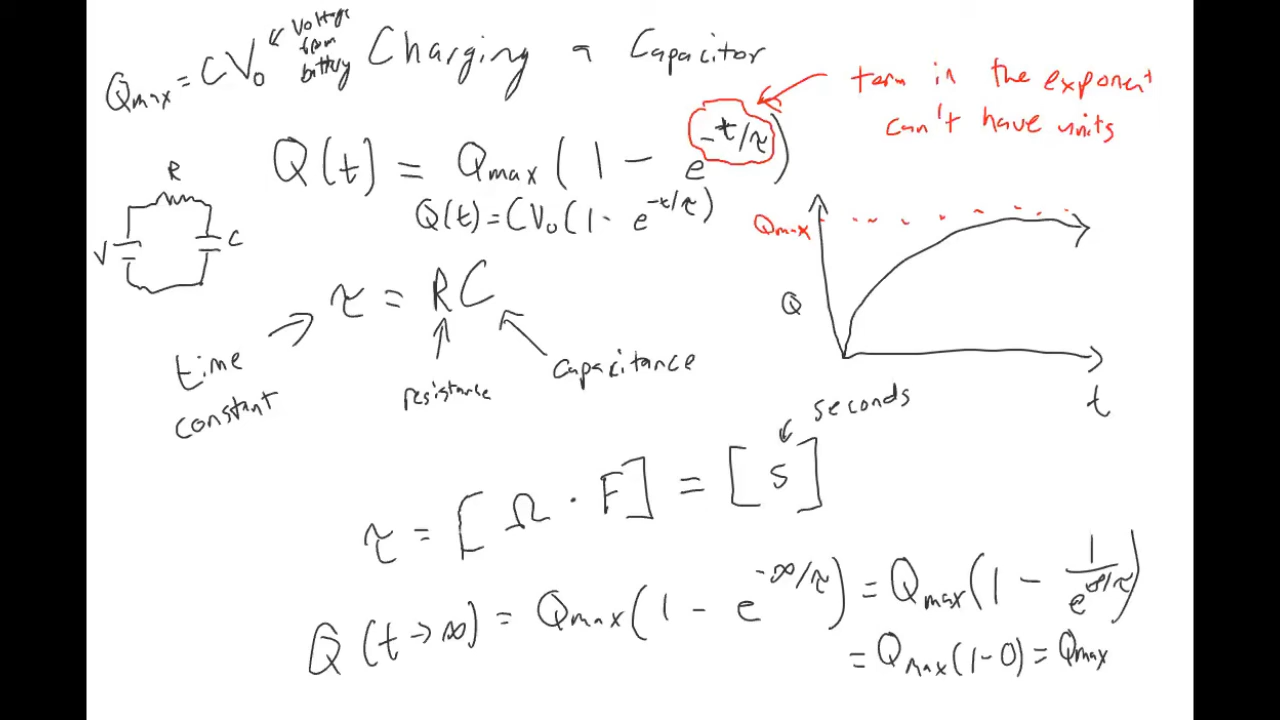 Charging a Capacitor
Qmax = CV₀
Voltage
from
battery
term in the exponent
can't have units
Q(t) = Qmax(1 - e^(-t/τ))
Q(t) = CV₀(1 - e^(-t/τ))
R
V
C
Qmax
Q
t
τ = RC
time
constant
resistance
capacitance
seconds
τ = [Ω · F] = [s]
Q(t→∞) = Qmax(1 - e^(-∞/τ)) = Qmax(1 - 1/e^(∞/τ))
= Qmax(1-0) = Qmax